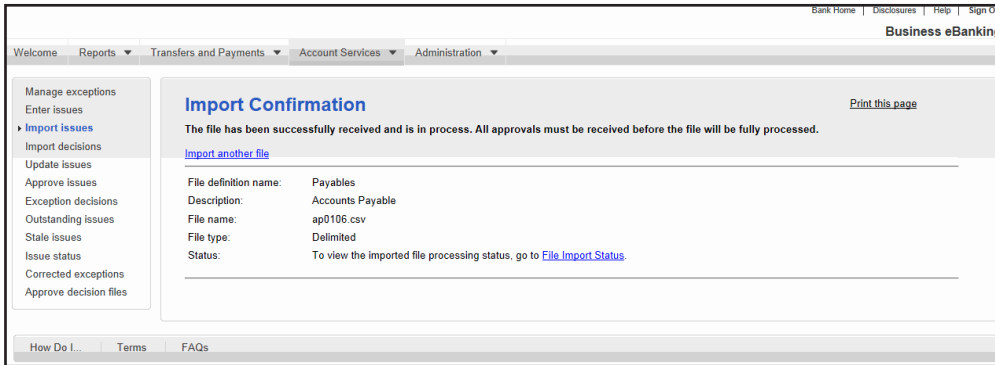 Bank Home | Disclosures | Help | Sign O
Business eBanking
Welcome Reports Transfers and Payments Account Services Administration
Manage exceptions
Enter issues
Import issues
Import decisions
Update issues
Approve issues
Exception decisions
Outstanding issues
Stale issues
Issue status
Corrected exceptions
Approve decision files
Import Confirmation
Print this page
The file has been successfully received and is in process. All approvals must be received before the file will be fully processed.
Import another file
File definition name: Payables
Description: Accounts Payable
File name: ap0106.csv
File type: Delimited
Status: To view the imported file processing status, go to File Import Status.
How Do I... Terms FAQs